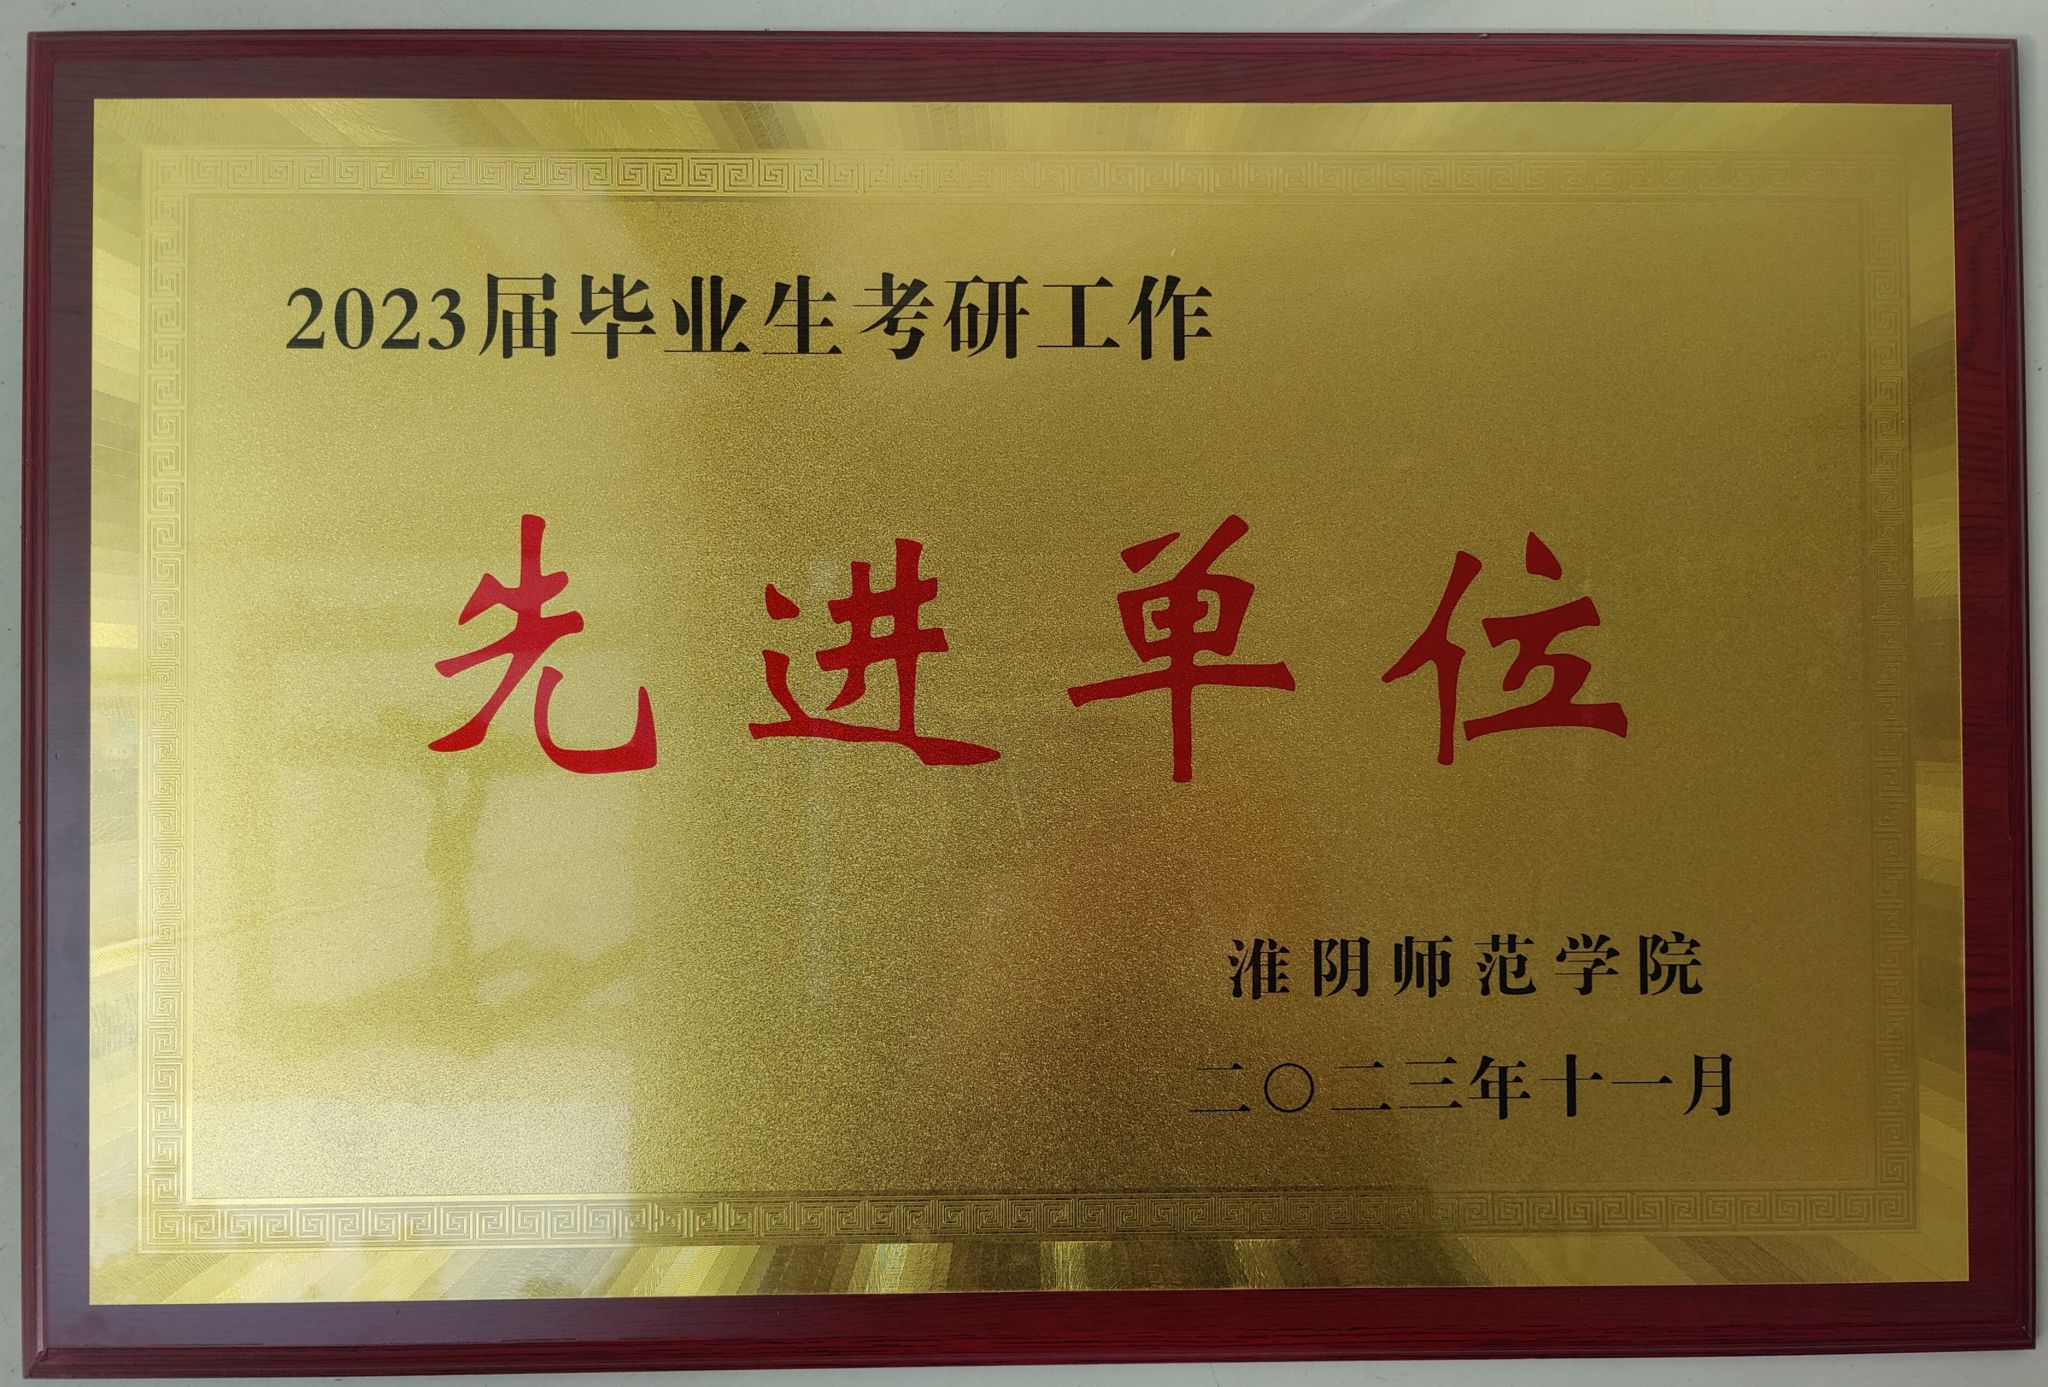 2023届毕业生考研工作
先进单位
淮阴师范学院
二〇二三年十一月